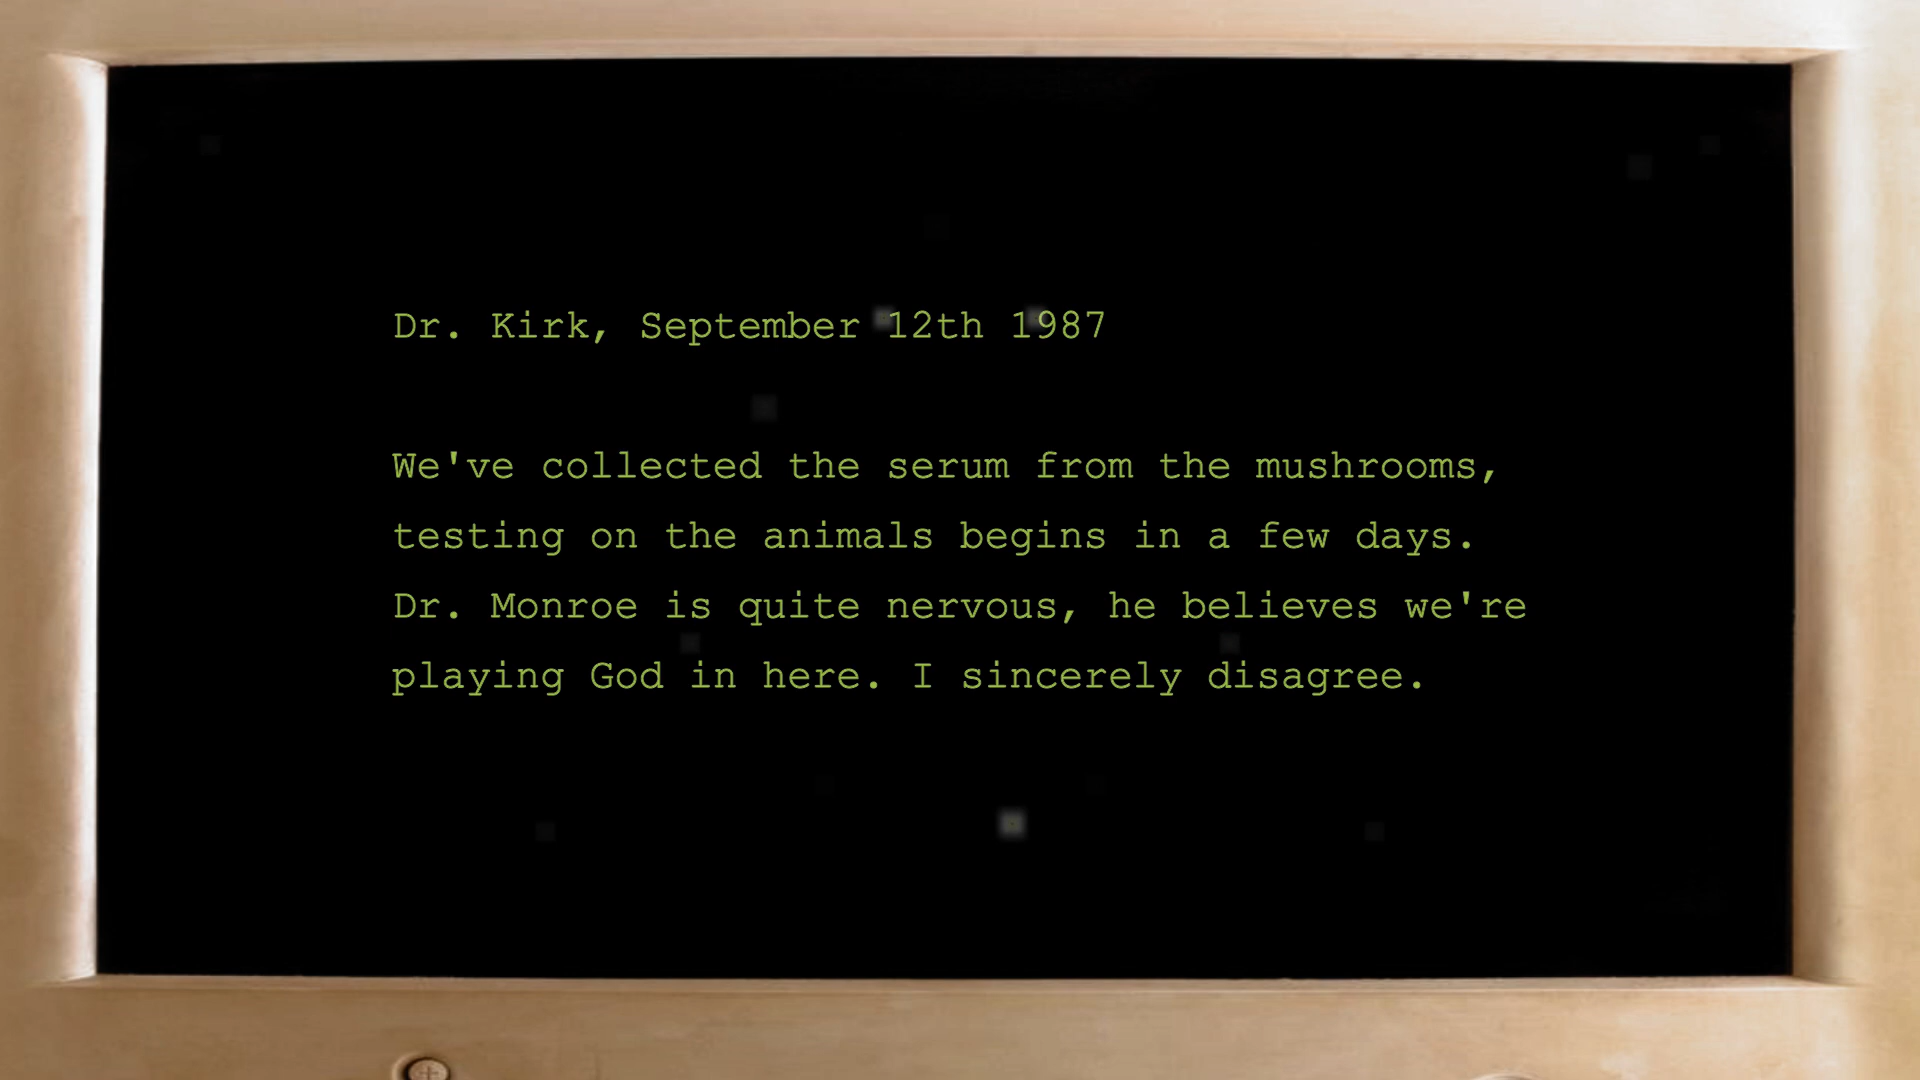 Dr. Kirk, September 12th 1987
We've collected the serum from the mushrooms,
testing on the animals begins in a few days.
Dr. Monroe is quite nervous, he believes we're
playing God in here. I sincerely disagree.